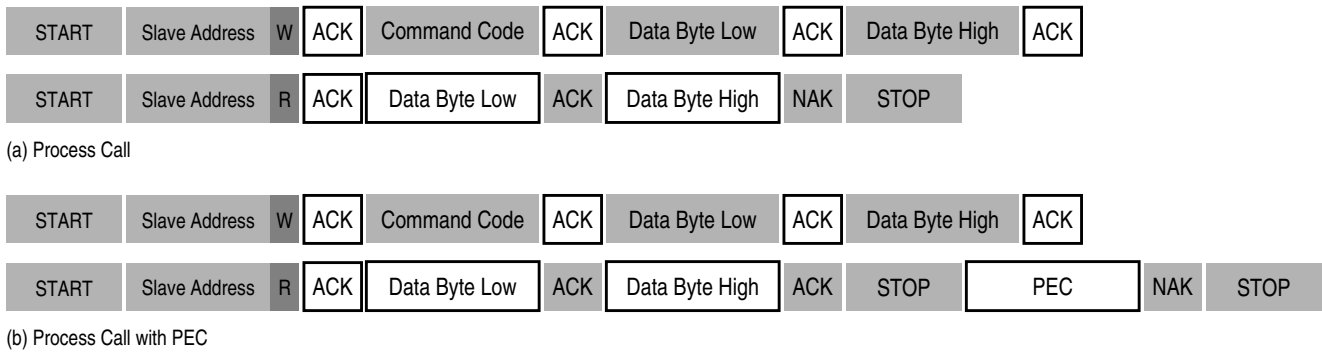 START Slave Address W ACK Command Code ACK Data Byte Low ACK Data Byte High ACK
START Slave Address R ACK Data Byte Low ACK Data Byte High NAK STOP
(a) Process Call
START Slave Address W ACK Command Code ACK Data Byte Low ACK Data Byte High ACK
START Slave Address R ACK Data Byte Low ACK Data Byte High ACK STOP PEC NAK STOP
(b) Process Call with PEC